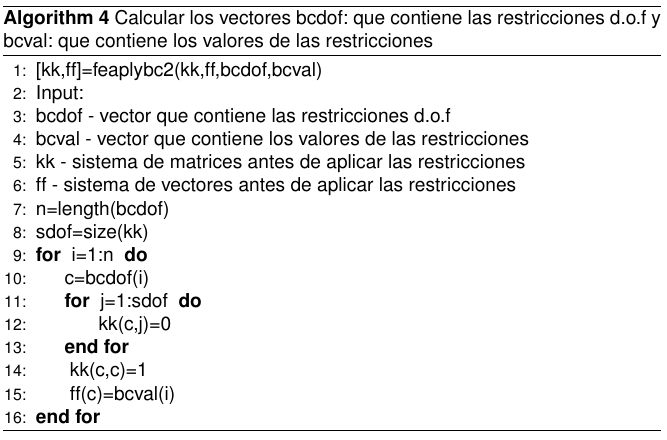 Algorithm 4 Calcular los vectores bcdof: que contiene las restricciones d.o.f y
bcval: que contiene los valores de las restricciones
1: [kk,ff]=feaplybc2(kk,ff,bcdof,bcval)
2: Input:
3: bcdof - vector que contiene las restricciones d.o.f
4: bcval - vector que contiene los valores de las restricciones
5: kk - sistema de matrices antes de aplicar las restricciones
6: ff - sistema de vectores antes de aplicar las restricciones
7: n=length(bcdof)
8: sdof=size(kk)
9: for i=1:n do
10: c=bcdof(i)
11: for j=1:sdof do
12: kk(c,j)=0
13: end for
14: kk(c,c)=1
15: ff(c)=bcval(i)
16: end for